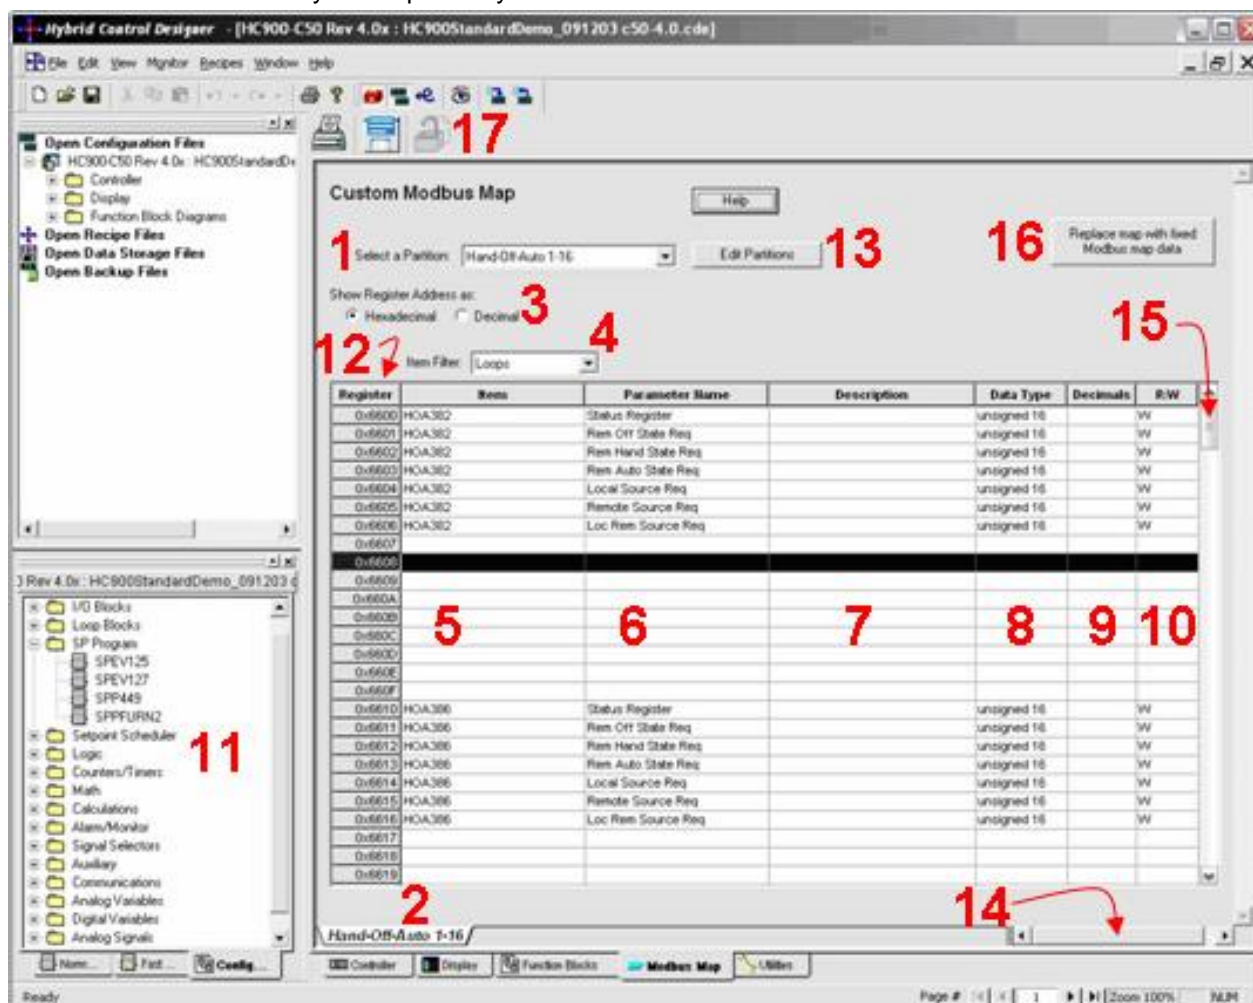 Hybrid Control Designer - [HC900-C50 Rev 4.0x : HC900StandardDemo_091203 c50-4.0.cde]
File Edit View Monitor Recipes Window Help
17
Open Configuration Files
HC900-C50 Rev 4.0x : HC900StandardD
Controller
Display
Function Block Diagrams
Open Recipe Files
Open Data Storage Files
Open Backup Files
Custom Modbus Map
Help
1 Select a Partition: Hand-Off-Auto 1-16 Edit Partitions 13
16 Replace map with fixed
Modbus map data
Show Register Address as:
Hexadecimal Decimal 3
15
12 Item Filter: Loops 4
Register Items Parameter Name Description Data Type Decimals R/W
0x6600 HOA382 Status Register unsigned 16 W
0x6601 HOA382 Rem Off State Req unsigned 16 W
0x6602 HOA382 Rem Hand State Req unsigned 16 W
0x6603 HOA382 Rem Auto State Req unsigned 16 W
0x6604 HOA382 Local Source Req unsigned 16 W
0x6605 HOA382 Remote Source Req unsigned 16 W
0x6606 HOA382 Loc Rem Source Req unsigned 16 W
0x6607
0x6608
0x6609
0x660A
0x660B
0x660C
0x660D
0x660E
0x660F
5 6 7 8 9 10
0x6610 HOA386 Status Register unsigned 16 W
0x6611 HOA386 Rem Off State Req unsigned 16 W
0x6612 HOA386 Rem Hand State Req unsigned 16 W
0x6613 HOA386 Rem Auto State Req unsigned 16 W
0x6614 HOA386 Local Source Req unsigned 16 W
0x6615 HOA386 Remote Source Req unsigned 16 W
0x6616 HOA386 Loc Rem Source Req unsigned 16 W
0x6617
0x6618
0x6619
Rev 4.0x : HC900StandardDemo_091203
I/O Blocks
Loop Blocks
SP Program
SPEV125
SPEV127
SPP449
SPPFURN2
Setpoint Scheduler
11
Logic
Counters/Timers
Math
Calculations
Alarm/Monitor
Signal Selectors
Auxiliary
Communications
Analog Variables
Digital Variables
Analog Signals
2
14
Hand-Off-Auto 1-16
Fast ... Config...
Controller Display Function Blocks Modbus Map Utilities
Ready
Page # 1 Zoom 100% NUM